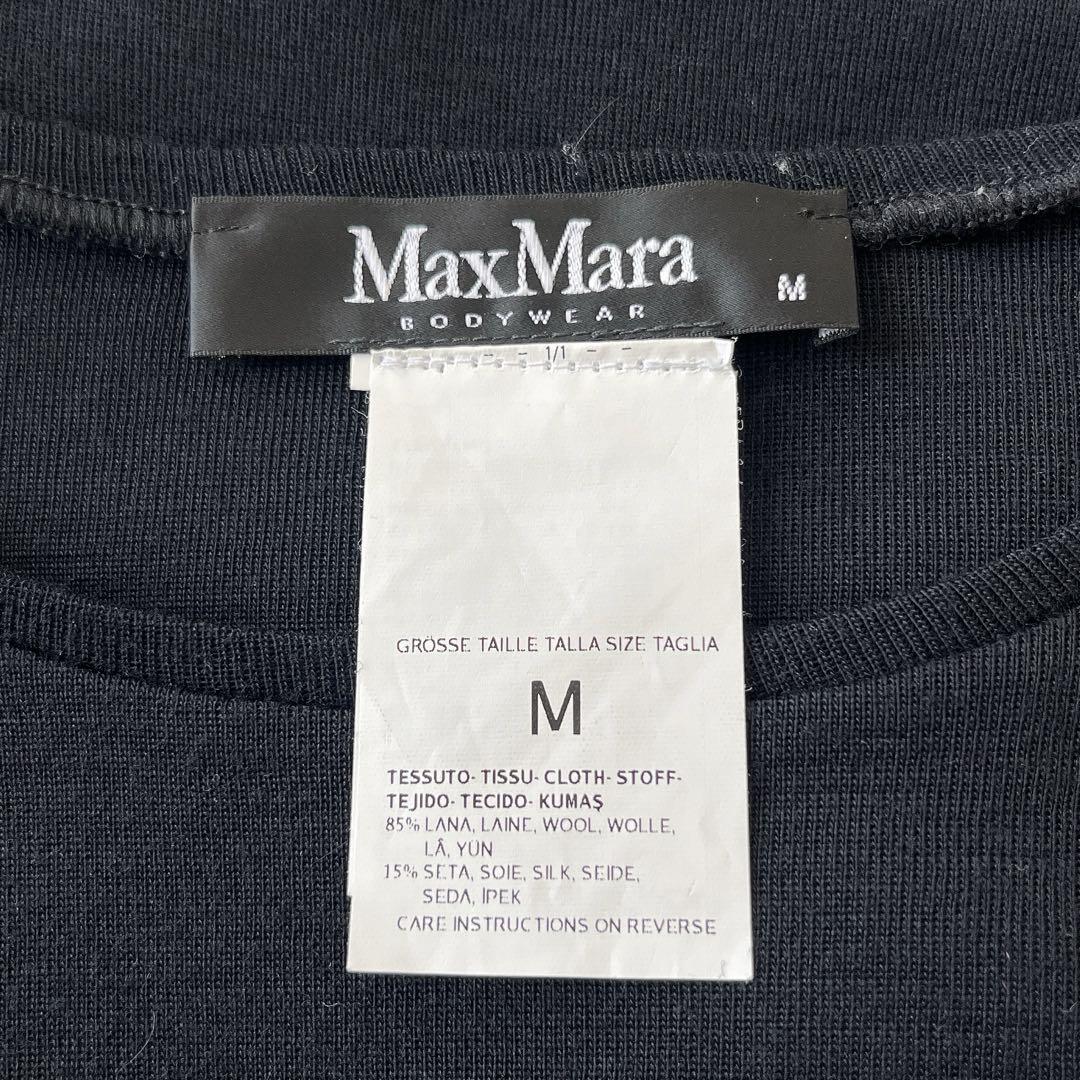 MaxMara M
BODYWEAR
- - 1/1 - -
GRÖSSE TAILLE TALLA SIZE TAGLIA
M
TESSUTO- TISSU- CLOTH- STOFF-
TEJIDO- TECIDO- KUMAŞ
85% LANA, LAINE, WOOL, WOLLE,
LÂ, YÜN
15% SETA, SOIE, SILK, SEIDE,
SEDA, İPEK
CARE INSTRUCTIONS ON REVERSE